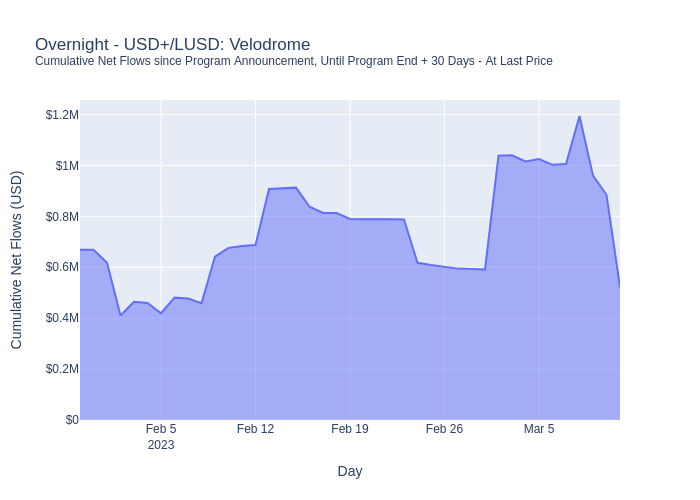 Overnight - USD+/LUSD: Velodrome
Cumulative Net Flows since Program Announcement, Until Program End + 30 Days - At Last Price
$1.2M
$1M
$0.8M
$0.6M
$0.4M
$0.2M
$0
Cumulative Net Flows (USD)
Feb 5
2023
Feb 12
Feb 19
Feb 26
Mar 5
Day